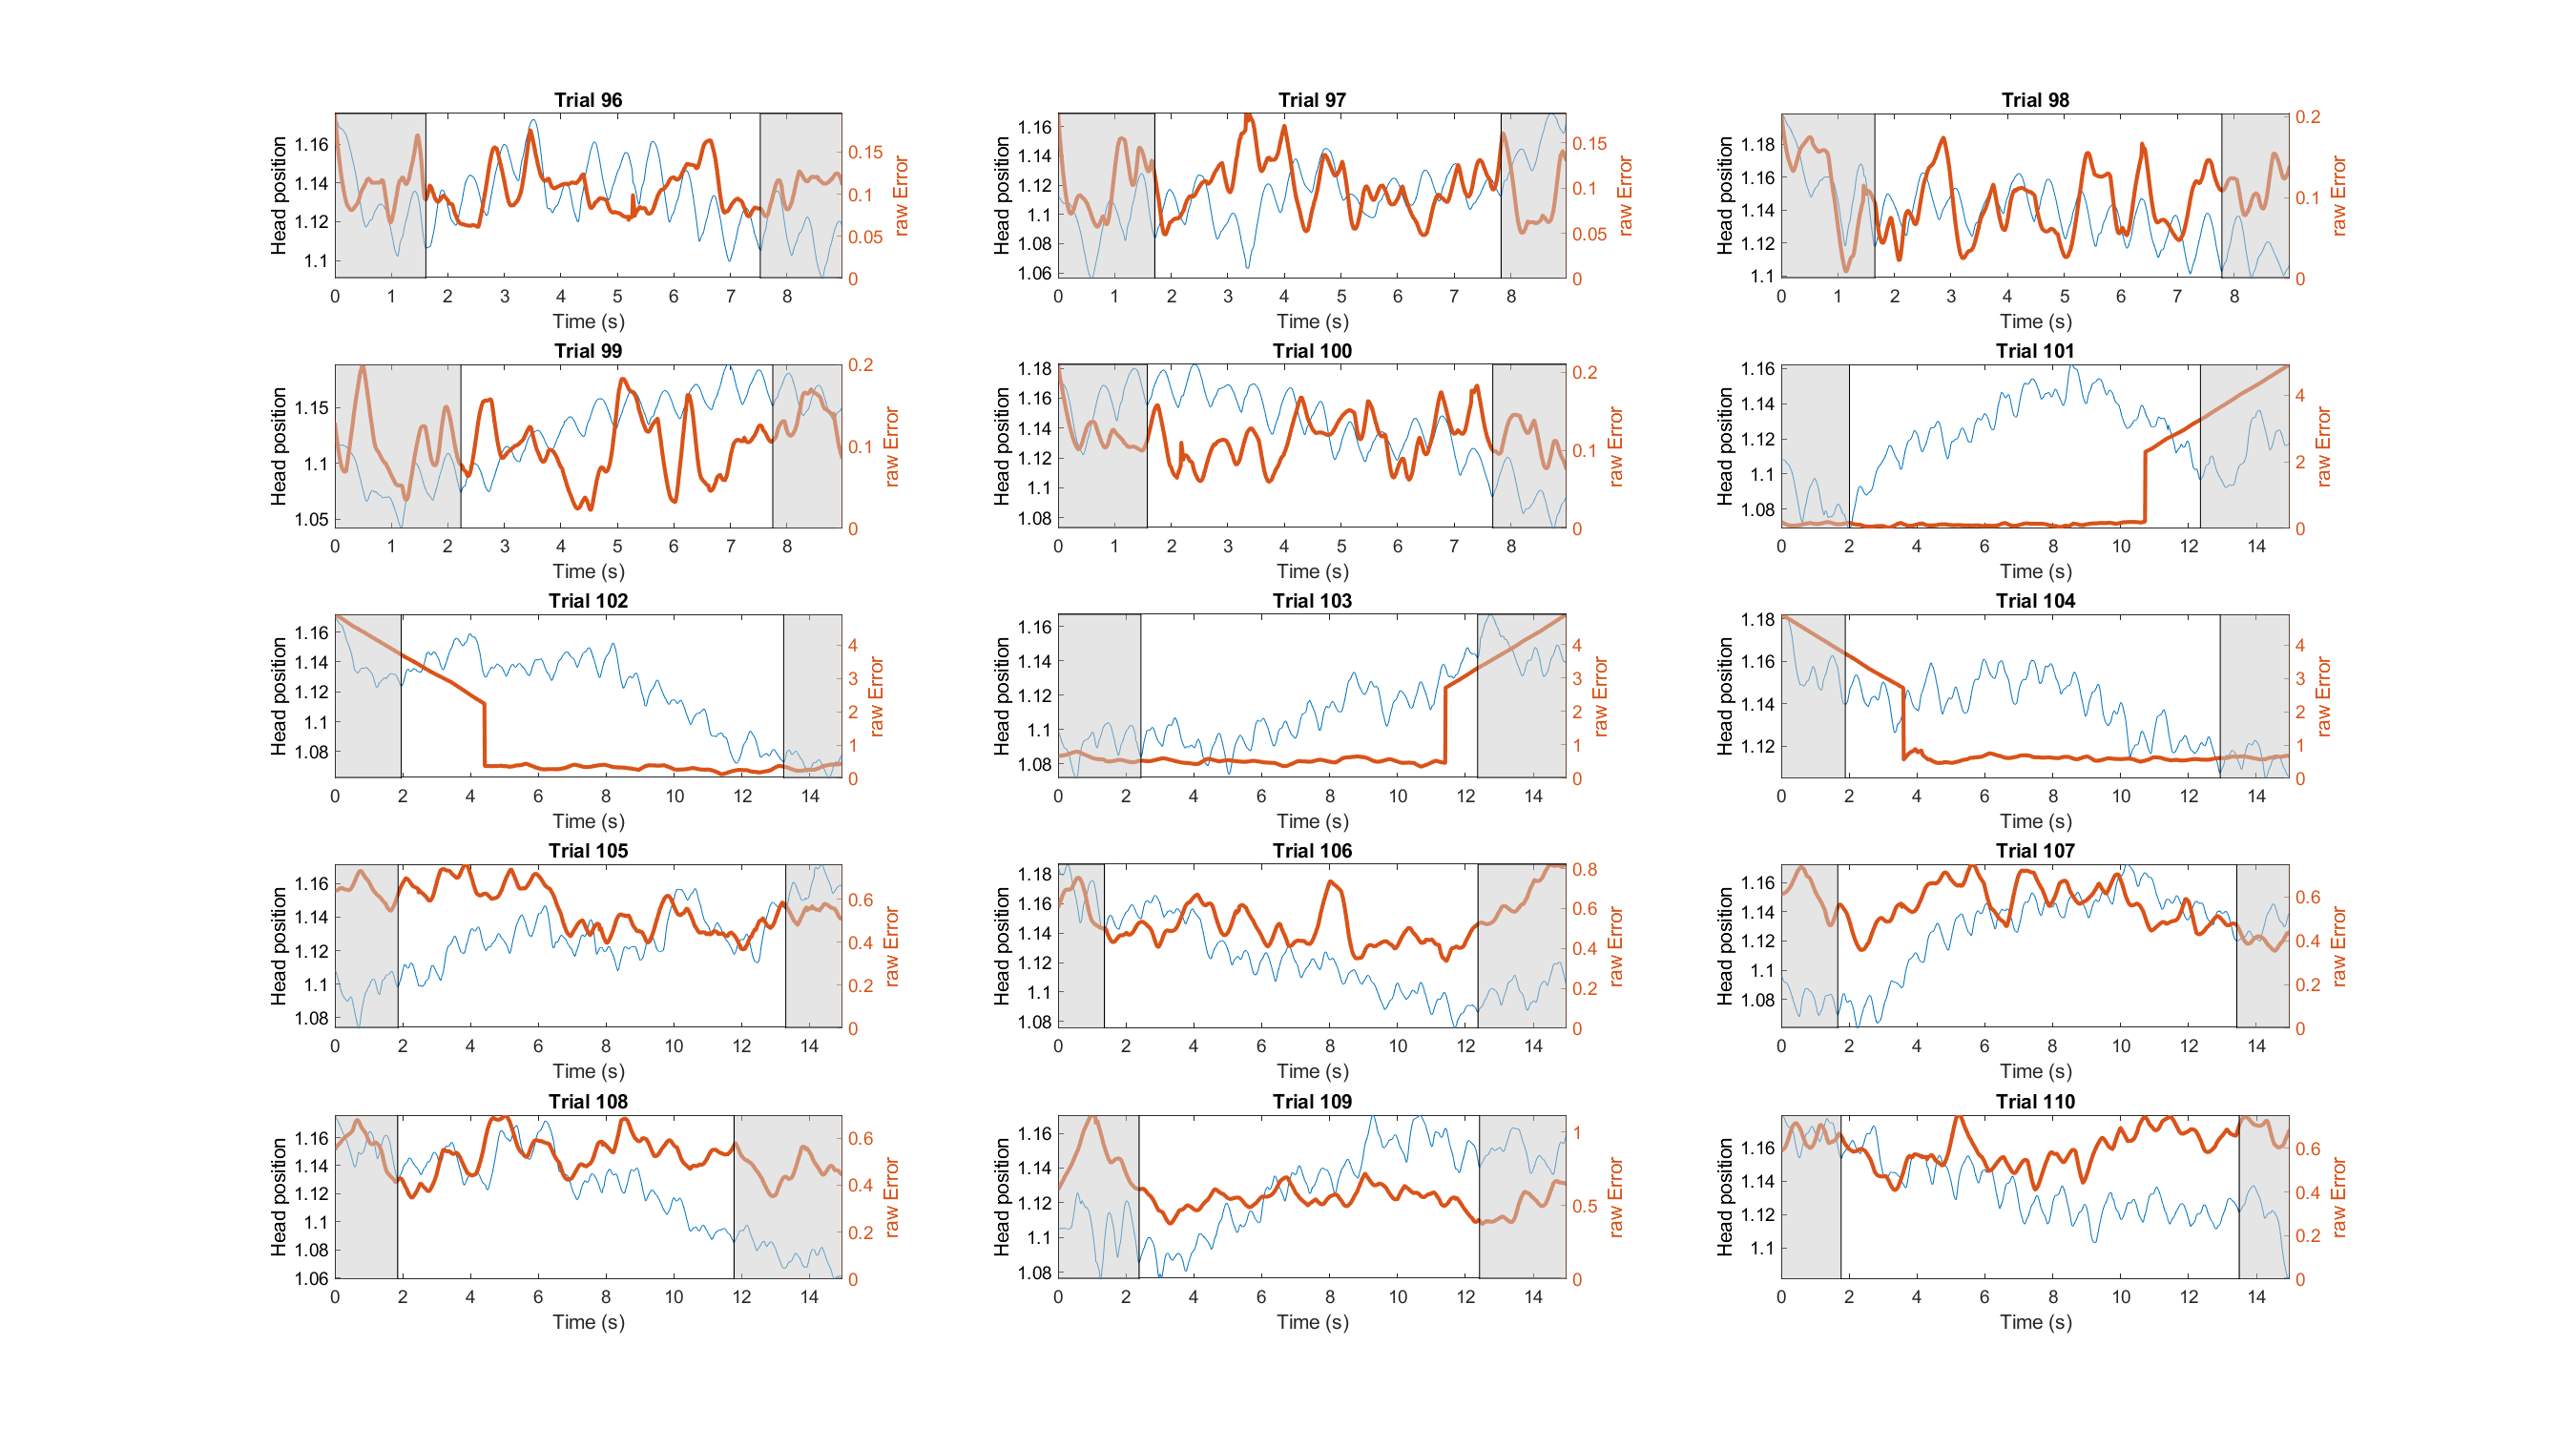 Trial 96
Head position
1.16
1.14
1.12
1.1
0.15
0.1
0.05
0
raw Error
0 1 2 3 4 5 6 7 8
Time (s)
Trial 97
Head position
1.16
1.14
1.12
1.1
1.08
1.06
0.15
0.1
0.05
0
raw Error
0 1 2 3 4 5 6 7 8
Time (s)
Trial 98
Head position
1.18
1.16
1.14
1.12
1.1
0.2
0.1
0
raw Error
0 1 2 3 4 5 6 7 8
Time (s)
Trial 99
Head position
1.15
1.1
1.05
0.2
0.1
0
raw Error
0 1 2 3 4 5 6 7 8
Time (s)
Trial 100
Head position
1.18
1.16
1.14
1.12
1.1
1.08
0.2
0.1
0
raw Error
0 1 2 3 4 5 6 7 8
Time (s)
Trial 101
Head position
1.16
1.14
1.12
1.1
1.08
4
2
0
raw Error
0 2 4 6 8 10 12 14
Time (s)
Trial 102
Head position
1.16
1.14
1.12
1.1
1.08
4
3
2
1
0
raw Error
0 2 4 6 8 10 12 14
Time (s)
Trial 103
Head position
1.16
1.14
1.12
1.1
1.08
4
3
2
1
0
raw Error
0 2 4 6 8 10 12 14
Time (s)
Trial 104
Head position
1.18
1.16
1.14
1.12
4
3
2
1
0
raw Error
0 2 4 6 8 10 12 14
Time (s)
Trial 105
Head position
1.16
1.14
1.12
1.1
1.08
0.6
0.4
0.2
0
raw Error
0 2 4 6 8 10 12 14
Time (s)
Trial 106
Head position
1.18
1.16
1.14
1.12
1.1
1.08
0.8
0.6
0.4
0.2
0
raw Error
0 2 4 6 8 10 12 14
Time (s)
Trial 107
Head position
1.16
1.14
1.12
1.1
1.08
0.6
0.4
0.2
0
raw Error
0 2 4 6 8 10 12 14
Time (s)
Trial 108
Head position
1.16
1.14
1.12
1.1
1.08
1.06
0.6
0.4
0.2
0
raw Error
0 2 4 6 8 10 12 14
Time (s)
Trial 109
Head position
1.16
1.14
1.12
1.1
1.08
1
0.5
0
raw Error
0 2 4 6 8 10 12 14
Time (s)
Trial 110
Head position
1.16
1.14
1.12
1.1
0.6
0.4
0.2
0
raw Error
0 2 4 6 8 10 12 14
Time (s)